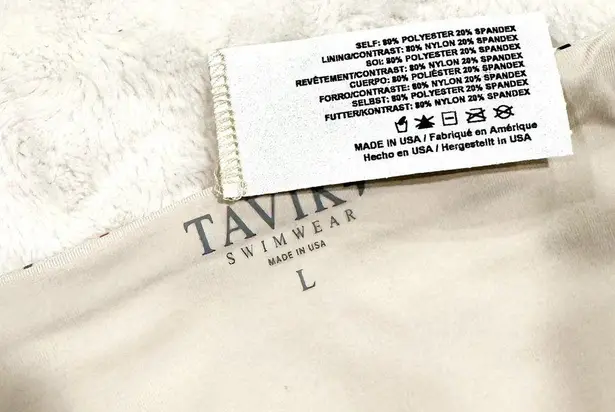 SELF: 80% POLYESTER 20% SPANDEX
LINING/CONTRAST: 80% NYLON 20% SPANDEX
SOI: 80% POLYESTER 20% SPANDEX
REVÊTEMENT/CONTRAST: 80% NYLON 20% SPANDEX
CUERPO: 80% POLIÉSTER 20% SPANDEX
FORRO/CONTRASTE: 80% NYLON 20% SPANDEX
SELBST: 80% POLYESTER 20% SPANDEX
FUTTER/KONTRAST: 80% NYLON 20% SPANDEX
MADE IN USA / Fabriqué en Amérique
Hecho en USA / Hergestellt in USA
TAVIK
SWIMWEAR
MADE IN USA
L